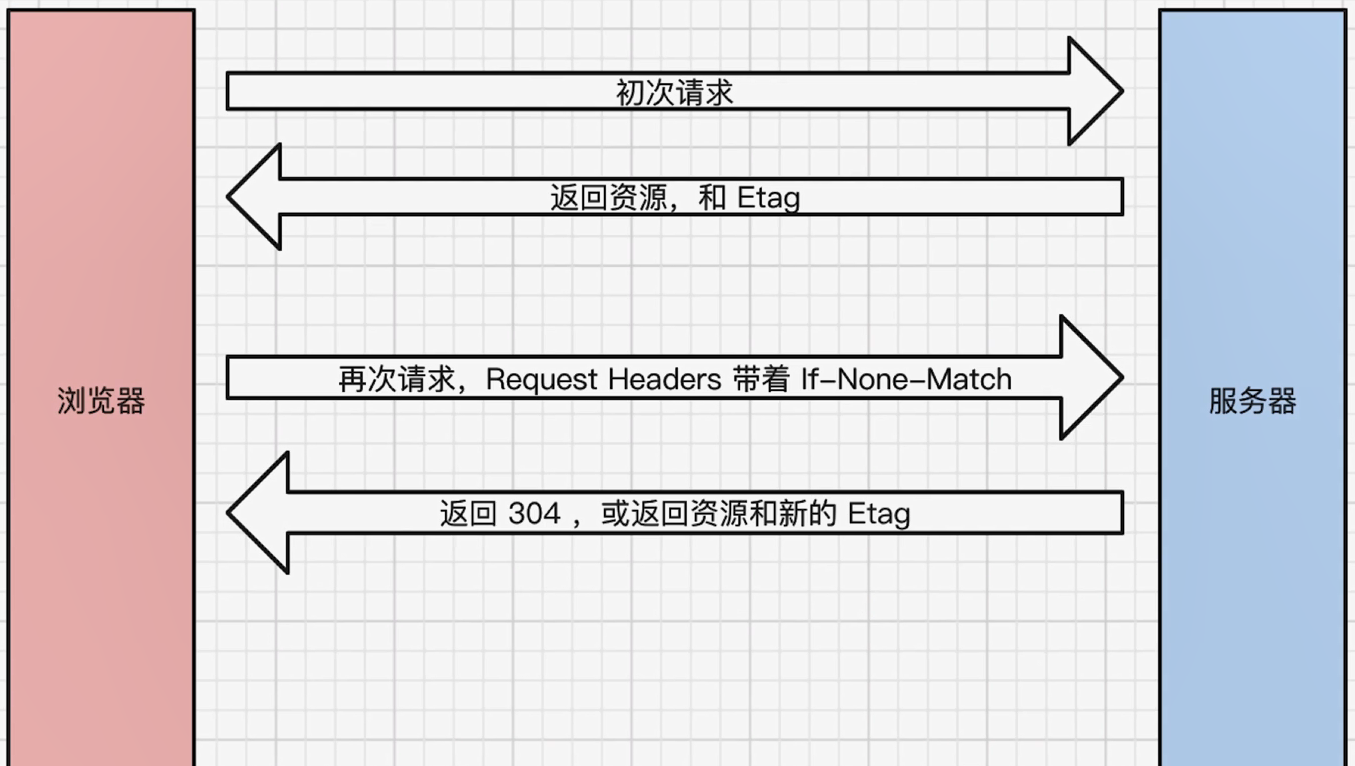 初次请求
返回资源，和 Etag
再次请求，Request Headers 带着 If-None-Match
浏览器
服务器
返回 304 ，或返回资源和新的 Etag